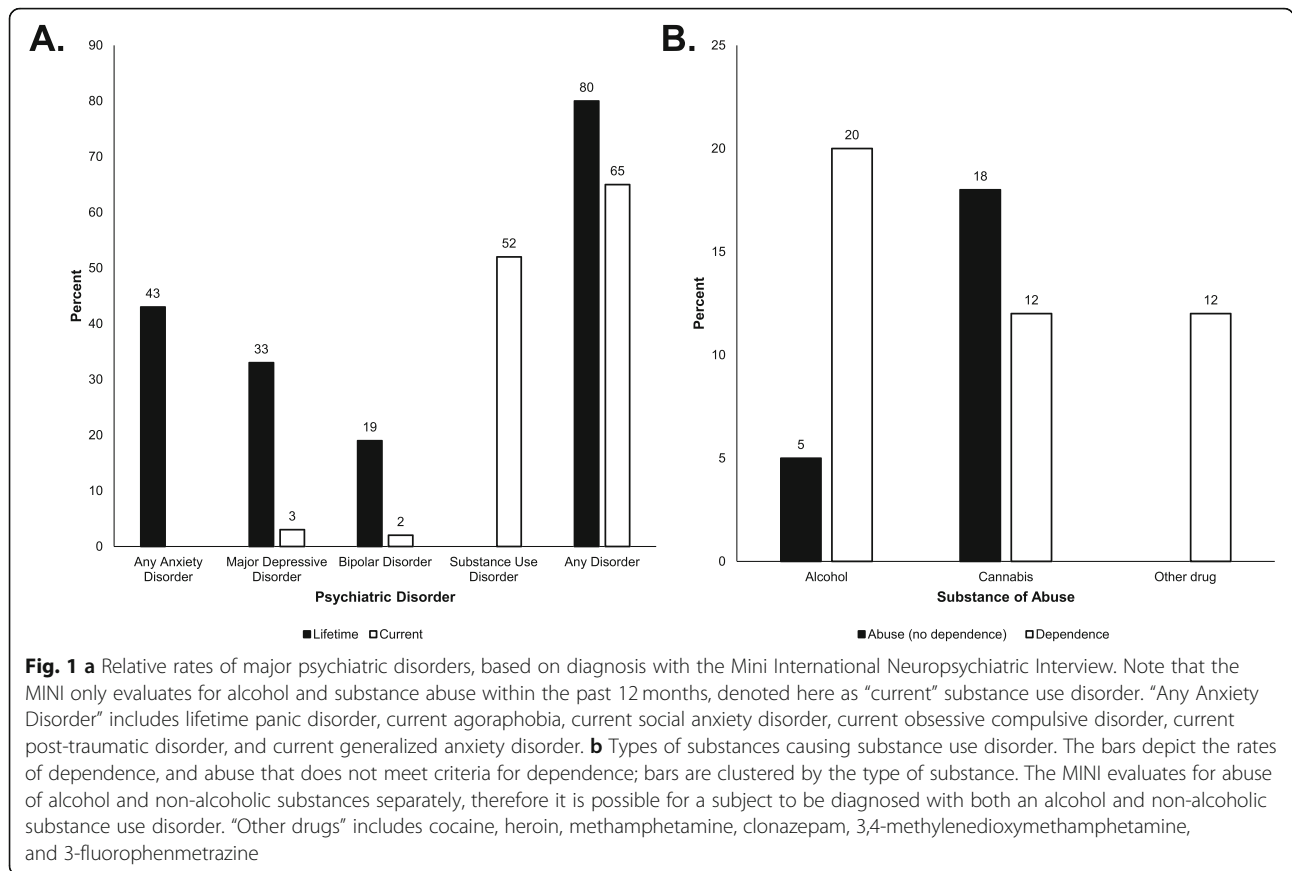 A.
90
80
70
60
50
40
30
20
10
0
Percent
43
33
3
19
2
52
80
65
Any Anxiety Disorder
Major Depressive Disorder
Bipolar Disorder
Substance Use Disorder
Any Disorder
Psychiatric Disorder
Lifetime Current
B.
25
20
15
10
5
0
Percent
5
20
18
12
12
Alcohol
Cannabis
Other drug
Substance of Abuse
Abuse (no dependence) Dependence
Fig. 1 a Relative rates of major psychiatric disorders, based on diagnosis with the Mini International Neuropsychiatric Interview. Note that the
MINI only evaluates for alcohol and substance abuse within the past 12 months, denoted here as “current” substance use disorder. “Any Anxiety
Disorder” includes lifetime panic disorder, current agoraphobia, current social anxiety disorder, current obsessive compulsive disorder, current
post-traumatic disorder, and current generalized anxiety disorder. b Types of substances causing substance use disorder. The bars depict the rates
of dependence, and abuse that does not meet criteria for dependence; bars are clustered by the type of substance. The MINI evaluates for abuse
of alcohol and non-alcoholic substances separately, therefore it is possible for a subject to be diagnosed with both an alcohol and non-alcoholic
substance use disorder. “Other drugs” includes cocaine, heroin, methamphetamine, clonazepam, 3,4-methylenedioxymethamphetamine,
and 3-fluorophenmetrazine